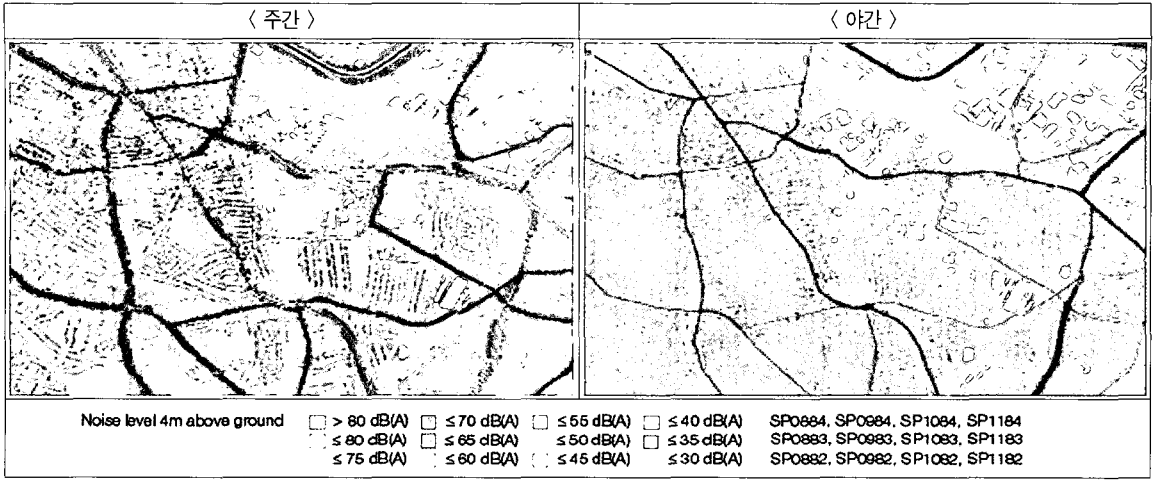 〈 주간 〉
〈 야간 〉
Noise level 4m above ground
> 80 dB(A) ≤70 dB(A) ≤55 dB(A) ≤40 dB(A) SP0884, SP0984, SP1084, SP1184
≤80 dB(A) ≤65 dB(A) ≤50 dB(A) ≤35 dB(A) SP0883, SP0983, SP1083, SP1183
≤75 dB(A) ≤60 dB(A) ≤45 dB(A) ≤30 dB(A) SP0882, SP0982, SP1082, SP1182